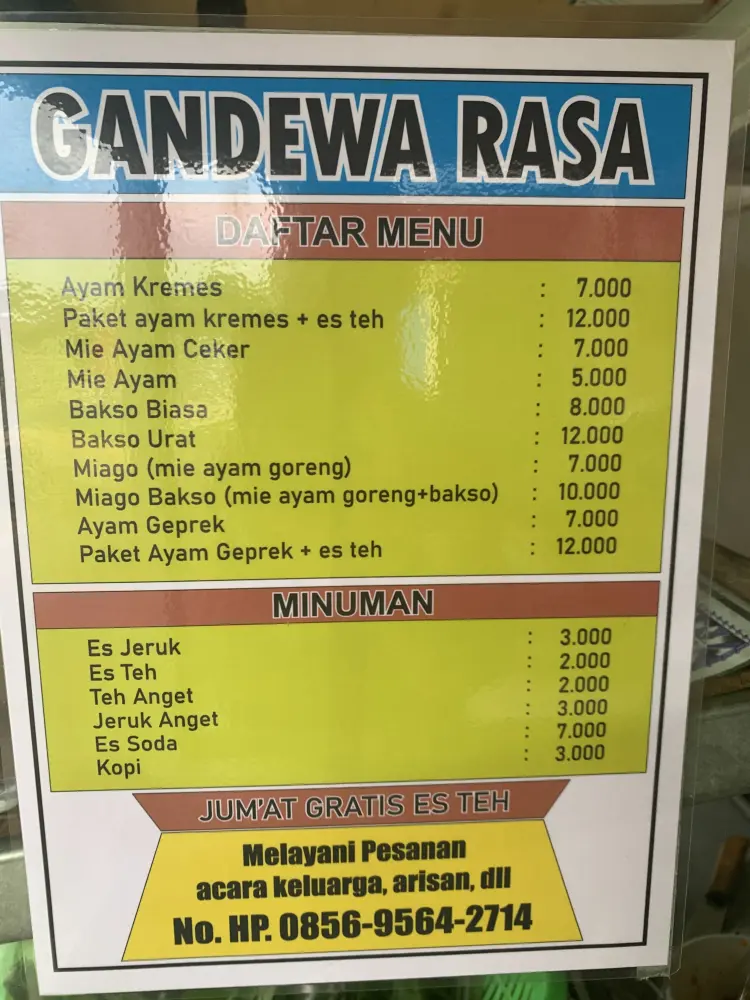 GANDEWA RASA
DAFTAR MENU
Ayam Kremes : 7.000
Paket ayam kremes + es teh : 12.000
Mie Ayam Ceker : 7.000
Mie Ayam : 5.000
Bakso Biasa : 8.000
Bakso Urat : 12.000
Miago (mie ayam goreng) : 7.000
Miago Bakso (mie ayam goreng+bakso) : 10.000
Ayam Geprek : 7.000
Paket Ayam Geprek + es teh : 12.000
MINUMAN
Es Jeruk : 3.000
Es Teh : 2.000
Teh Anget : 2.000
Jeruk Anget : 3.000
Es Soda : 7.000
Kopi : 3.000
JUM'AT GRATIS ES TEH
Melayani Pesanan
acara keluarga, arisan, dll
No. HP. 0856-9564-2714